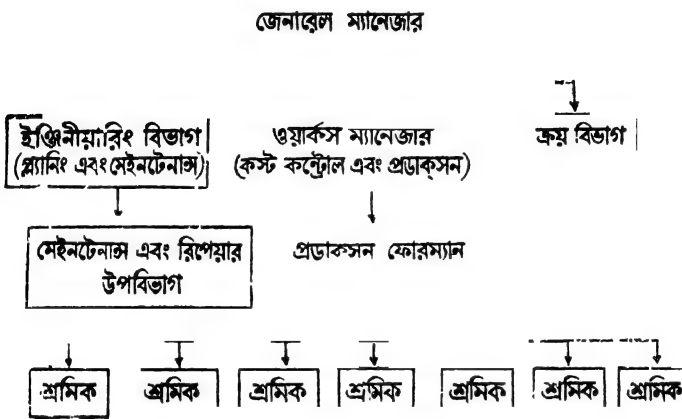 জেনারেল ম্যানেজার
ইঞ্জিনীয়ারিং বিভাগ ওয়ার্কস ম্যানেজার ক্রয় বিভাগ
(প্ল্যানিং এবং মেইনটেনান্স) (কস্ট কন্ট্রোল এবং প্রডাক্সন)
মেইনটেনান্স এবং রিপেয়ার প্রডাকসন ফোরম্যান
উপবিভাগ
শ্রমিক শ্রমিক শ্রমিক শ্রমিক শ্রমিক শ্রমিক শ্রমিক